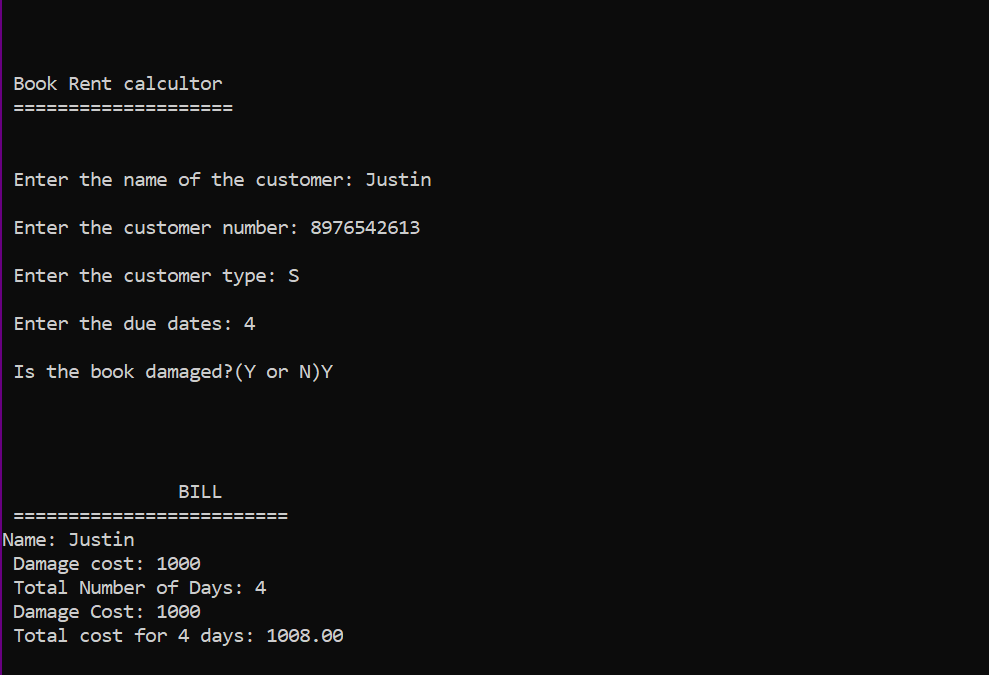 Book Rent calcultor
====================
Enter the name of the customer: Justin
Enter the customer number: 8976542613
Enter the customer type: S
Enter the due dates: 4
Is the book damaged?(Y or N)Y
BILL
=========================
Name: Justin
Damage cost: 1000
Total Number of Days: 4
Damage Cost: 1000
Total cost for 4 days: 1008.00